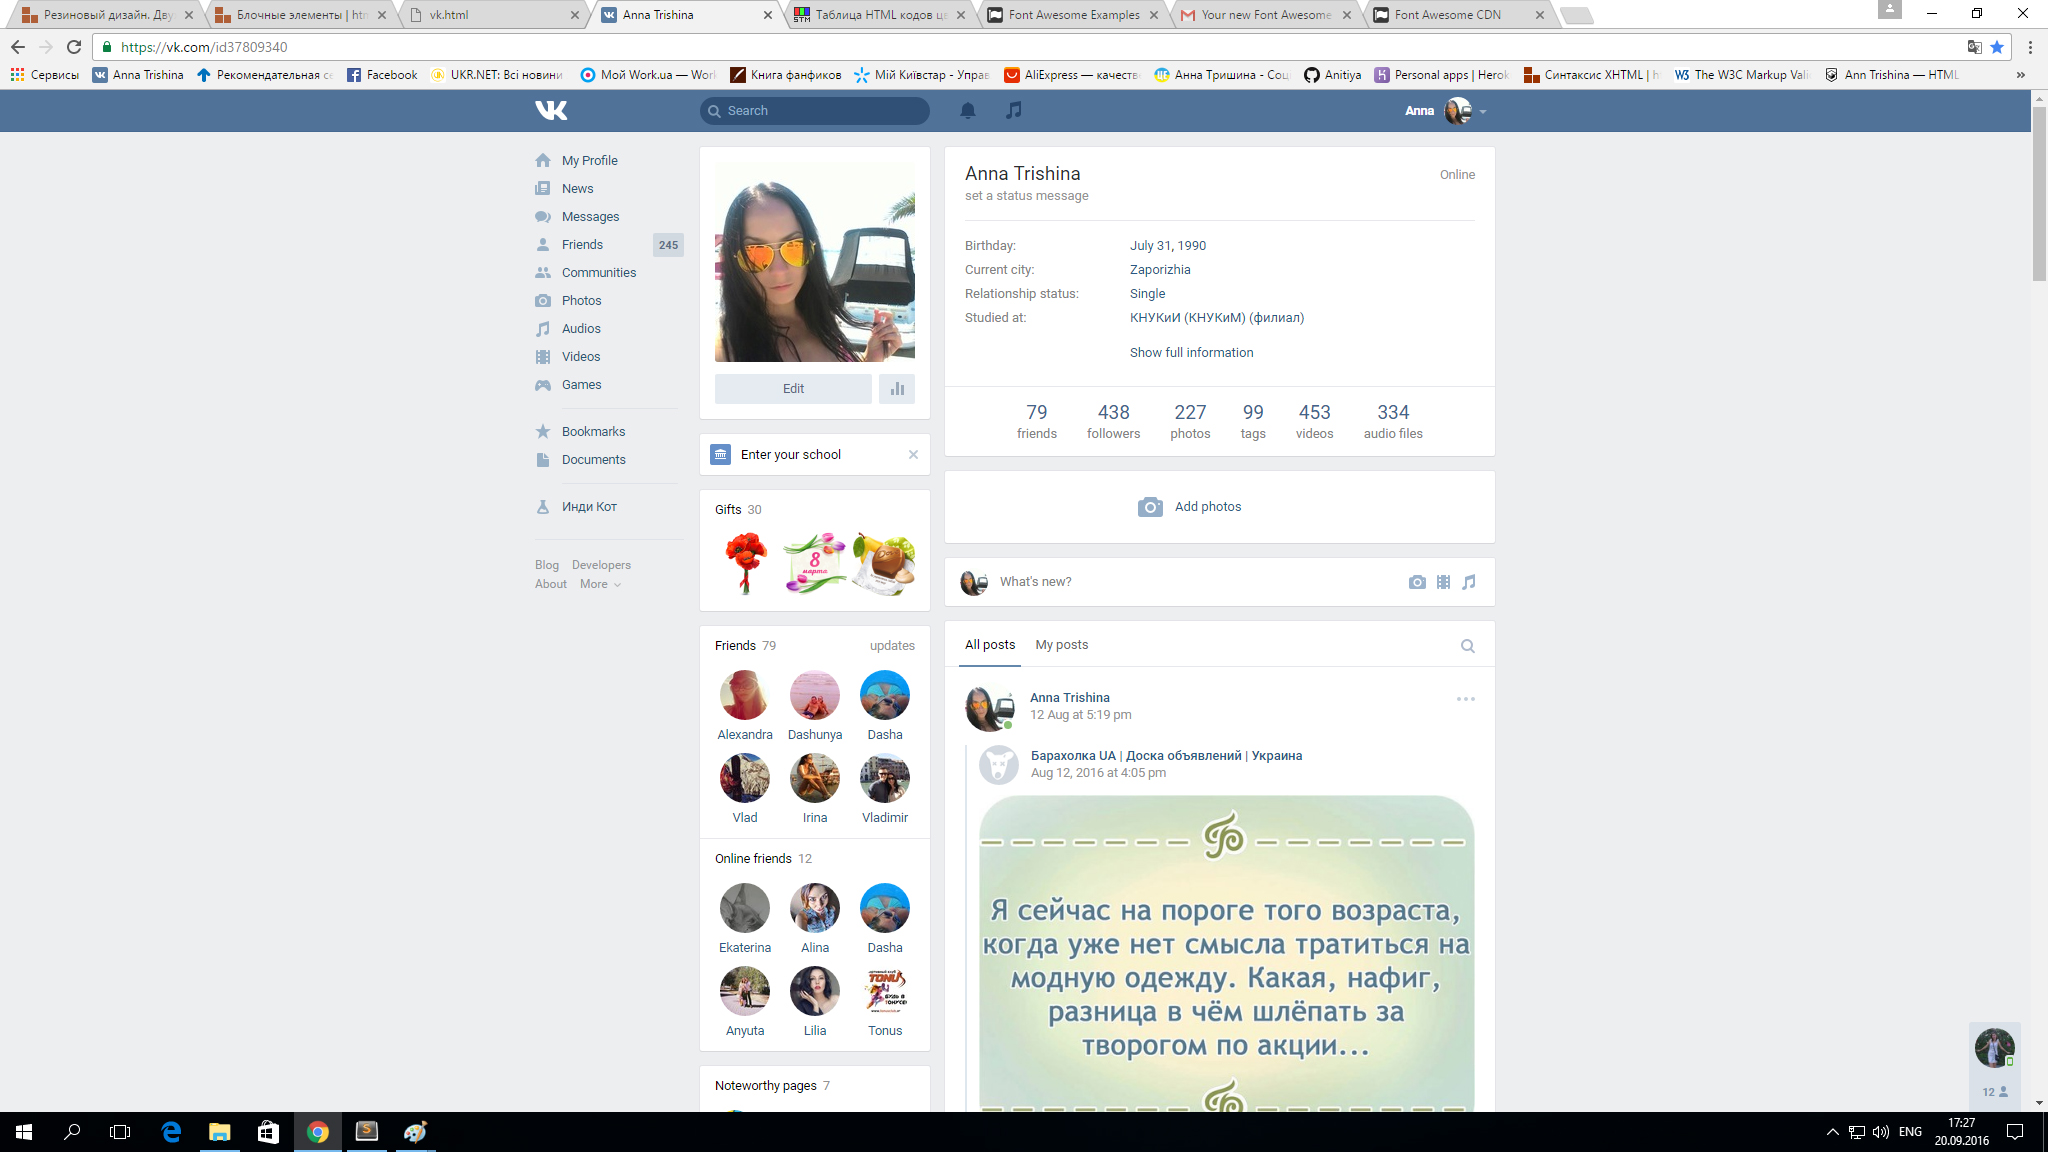 Резиновый дизайн. Дву
Блочные элементы | htm
vk.html
Anna Trishina
Таблица HTML кодов цв
Font Awesome Examples
Your new Font Awesome
Font Awesome CDN
https://vk.com/id37809340
Сервисы
Anna Trishina
Рекомендательная се
Facebook
UKR.NET: Всі новини
Мой Work.ua — Work
Книга фанфиков
Мій Київстар - Управ
AliExpress — качеств
Анна Тришина - Соц
Anitiya
Personal apps | Herok
Синтаксис XHTML | h
The W3C Markup Vali
Ann Trishina — HTML
Search
Anna
My Profile
News
Messages
Friends 245
Communities
Photos
Audios
Videos
Games
Bookmarks
Documents
Инди Кот
Blog Developers
About More
Edit
Enter your school
Gifts 30
8
марта
Friends 79 updates
Alexandra Dashunya Dasha
Vlad Irina Vladimir
Online friends 12
Ekaterina Alina Dasha
TONUS
БУДЬ В
ТОНУСЕ!
Anyuta Lilia Tonus
Noteworthy pages 7
Anna Trishina Online
set a status message
Birthday: July 31, 1990
Current city: Zaporizhia
Relationship status: Single
Studied at: КНУКиИ (КНУКиМ) (филиал)
Show full information
79 438 227 99 453 334
friends followers photos tags videos audio files
Add photos
What's new?
All posts My posts
Anna Trishina
12 Aug at 5:19 pm
Барахолка UA | Доска объявлений | Украина
Aug 12, 2016 at 4:05 pm
Я сейчас на пороге того возраста,
когда уже нет смысла тратиться на
модную одежду. Какая, нафиг,
разница в чём шлёпать за
творогом по акции...
12
ENG
17:27
20.09.2016